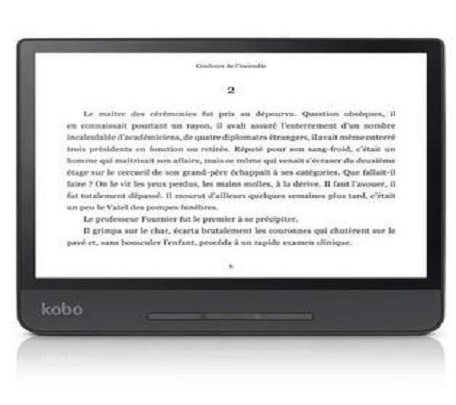 Couleurs de l'incendie
2
Le maître des cérémonies fut pris au dépourvu. Question obsèques, il
en connaissait pourtant un rayon, il avait assuré l'enterrement d'un nombre
incalculable d'académiciens, de quatre diplomates étrangers, il avait même enterré
trois présidents en fonction ou retirés. Réputé pour son sang-froid, c'était un
homme qui maîtrisait son affaire, mais ce môme qui venait s'écraser du deuxième
étage sur le cercueil de son grand-père échappait à ses catégories. Que fallait-il
faire ? On le vit les yeux perdus, les mains molles, à la dérive. Il faut l'avouer, il
fut totalement dépassé. Il mourut d'ailleurs quelques semaines plus tard, c'était
un peu le Vatel des pompes funèbres.
Le professeur Fournier fut le premier à se précipiter.
Il grimpa sur le char, écarta brutalement les couronnes qui chutèrent sur le
pavé et, sans bousculer l'enfant, procéda à un rapide examen clinique.
6
kobo